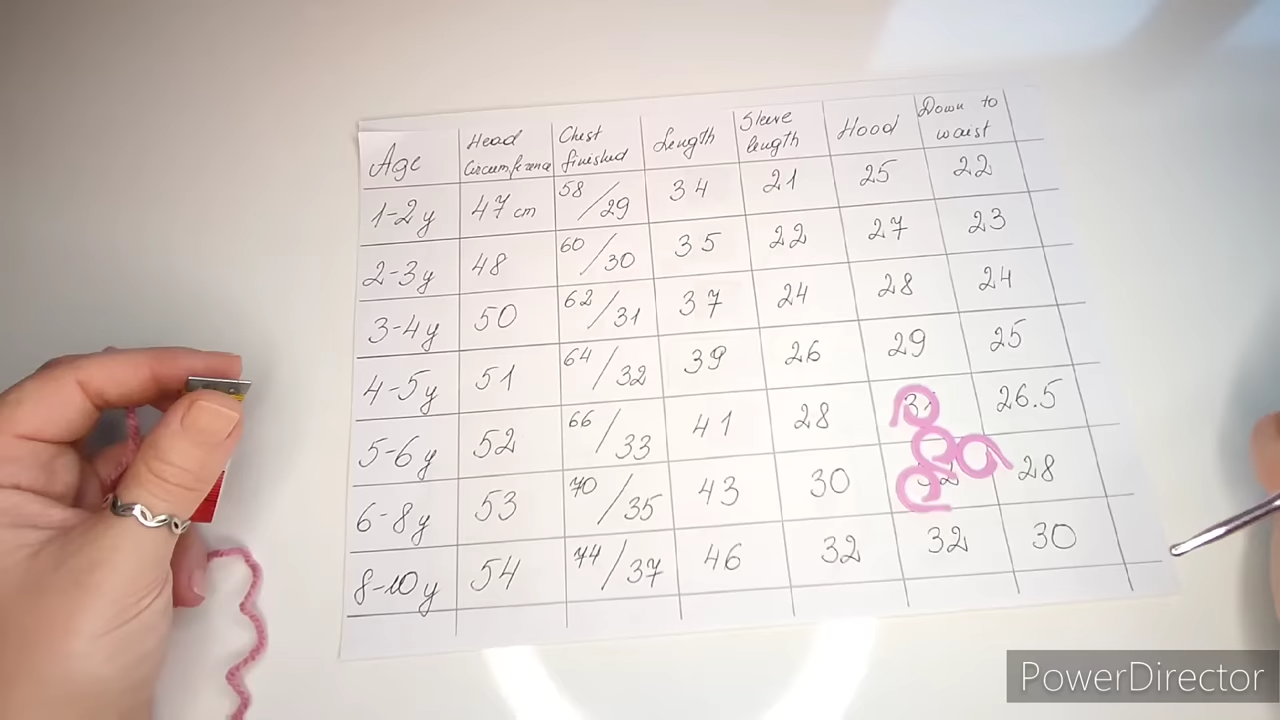 Age Head Circumference Chest finished Length Sleeve length Hood Down to waist
1-2y 47 cm 58/29 34 21 25 22
2-3y 48 60/30 35 22 27 23
3-4y 50 62/31 37 24 28 24
4-5y 51 64/32 39 26 29 25
5-6y 52 66/33 41 28 26.5
6-8y 53 70/35 43 30 28
8-10y 54 74/37 46 32 32 30
PowerDirector